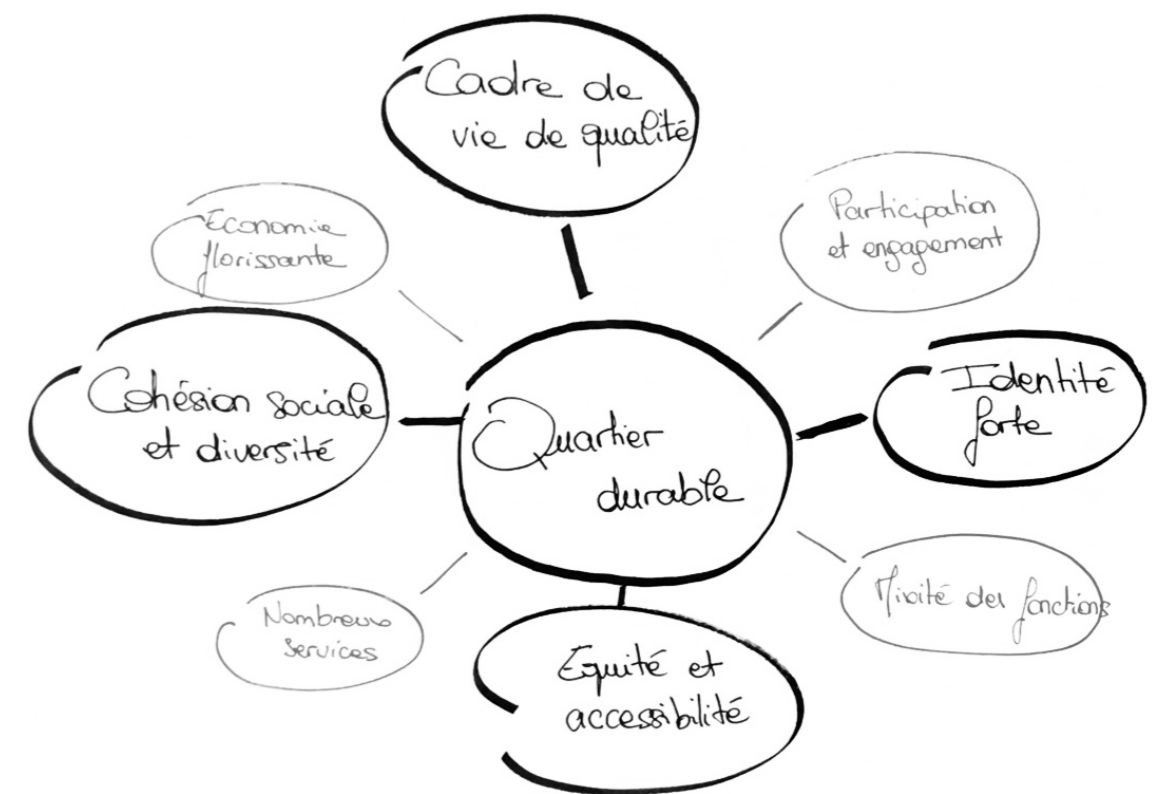 Cadre de
vie de qualité
Economie
florissante
Participation
et engagement
Cohésion sociale
et diversité
Quartier
durable
Identité
forte
Nombreux
services
Mixité des fonctions
Equité et
accessibilité